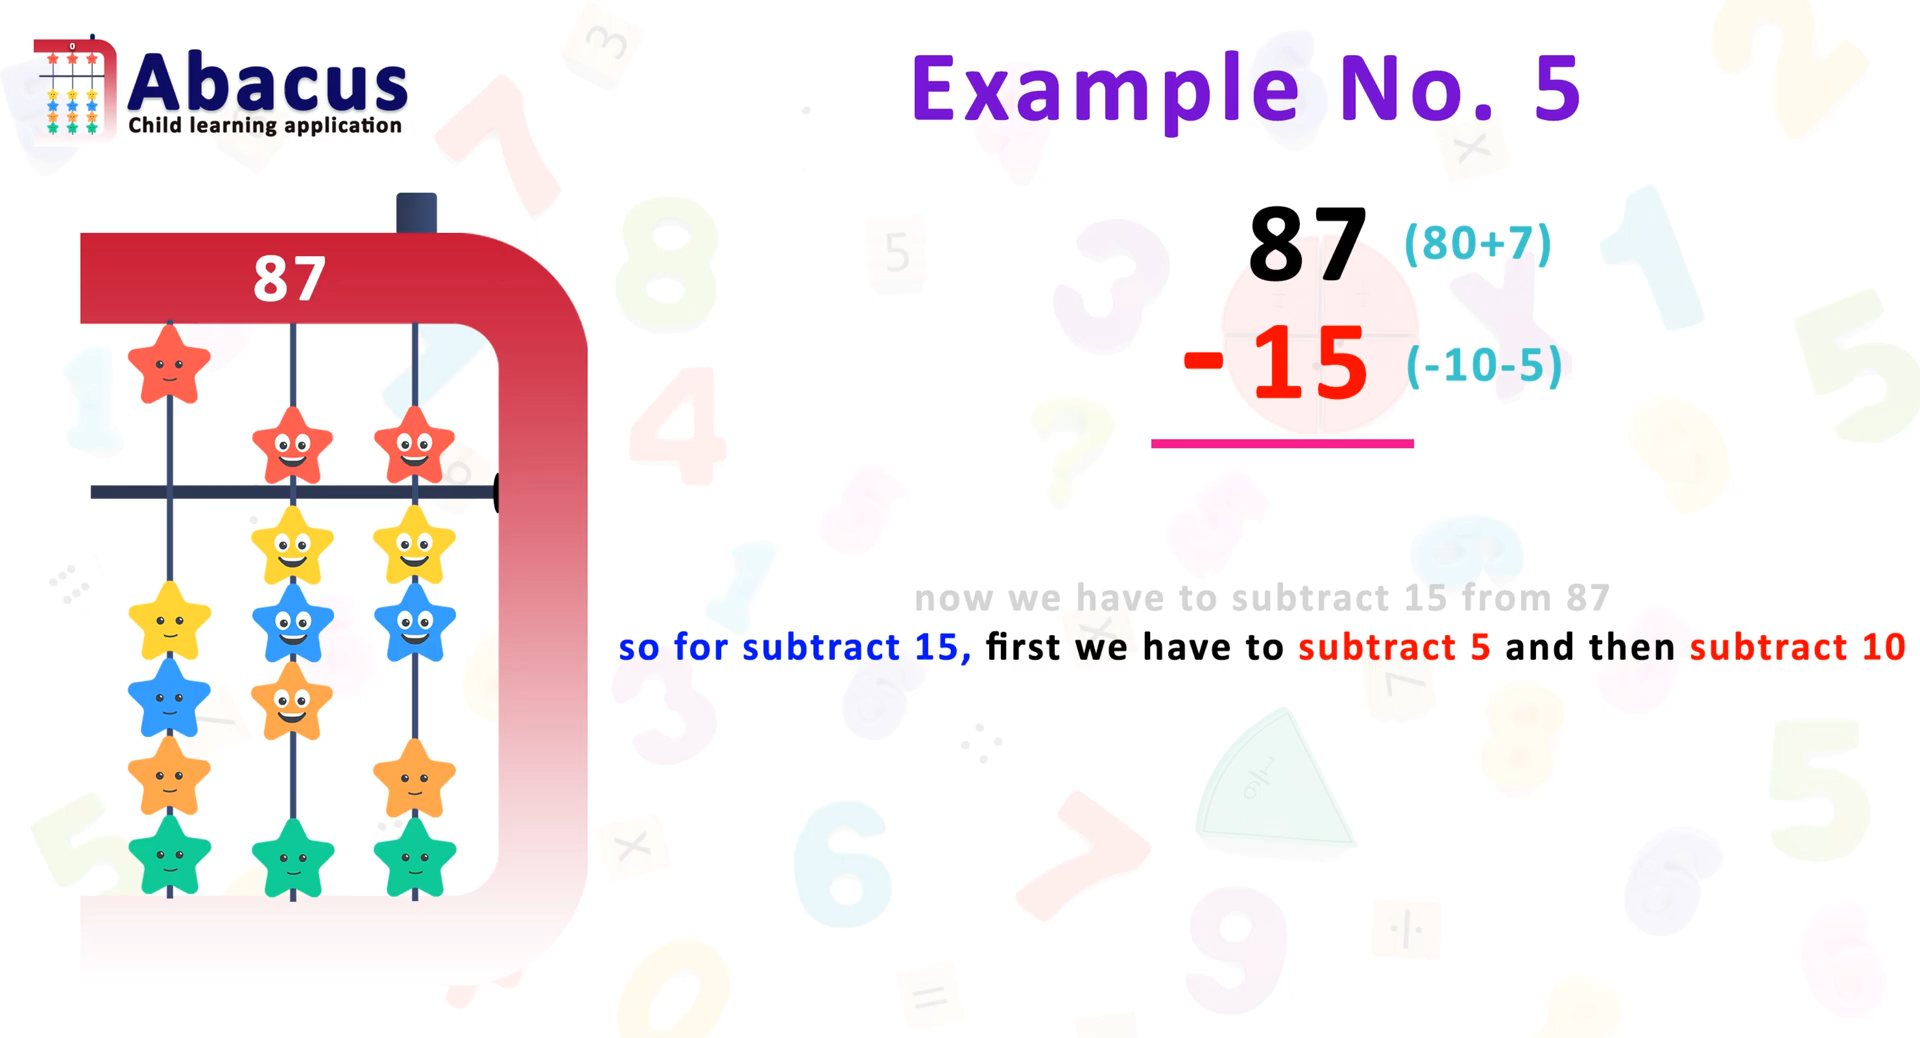 0
Abacus
Child learning application
Example No. 5
87
87 (80+7)
- 15 (-10-5)
now we have to subtract 15 from 87
so for subtract 15, first we have to subtract 5 and then subtract 10